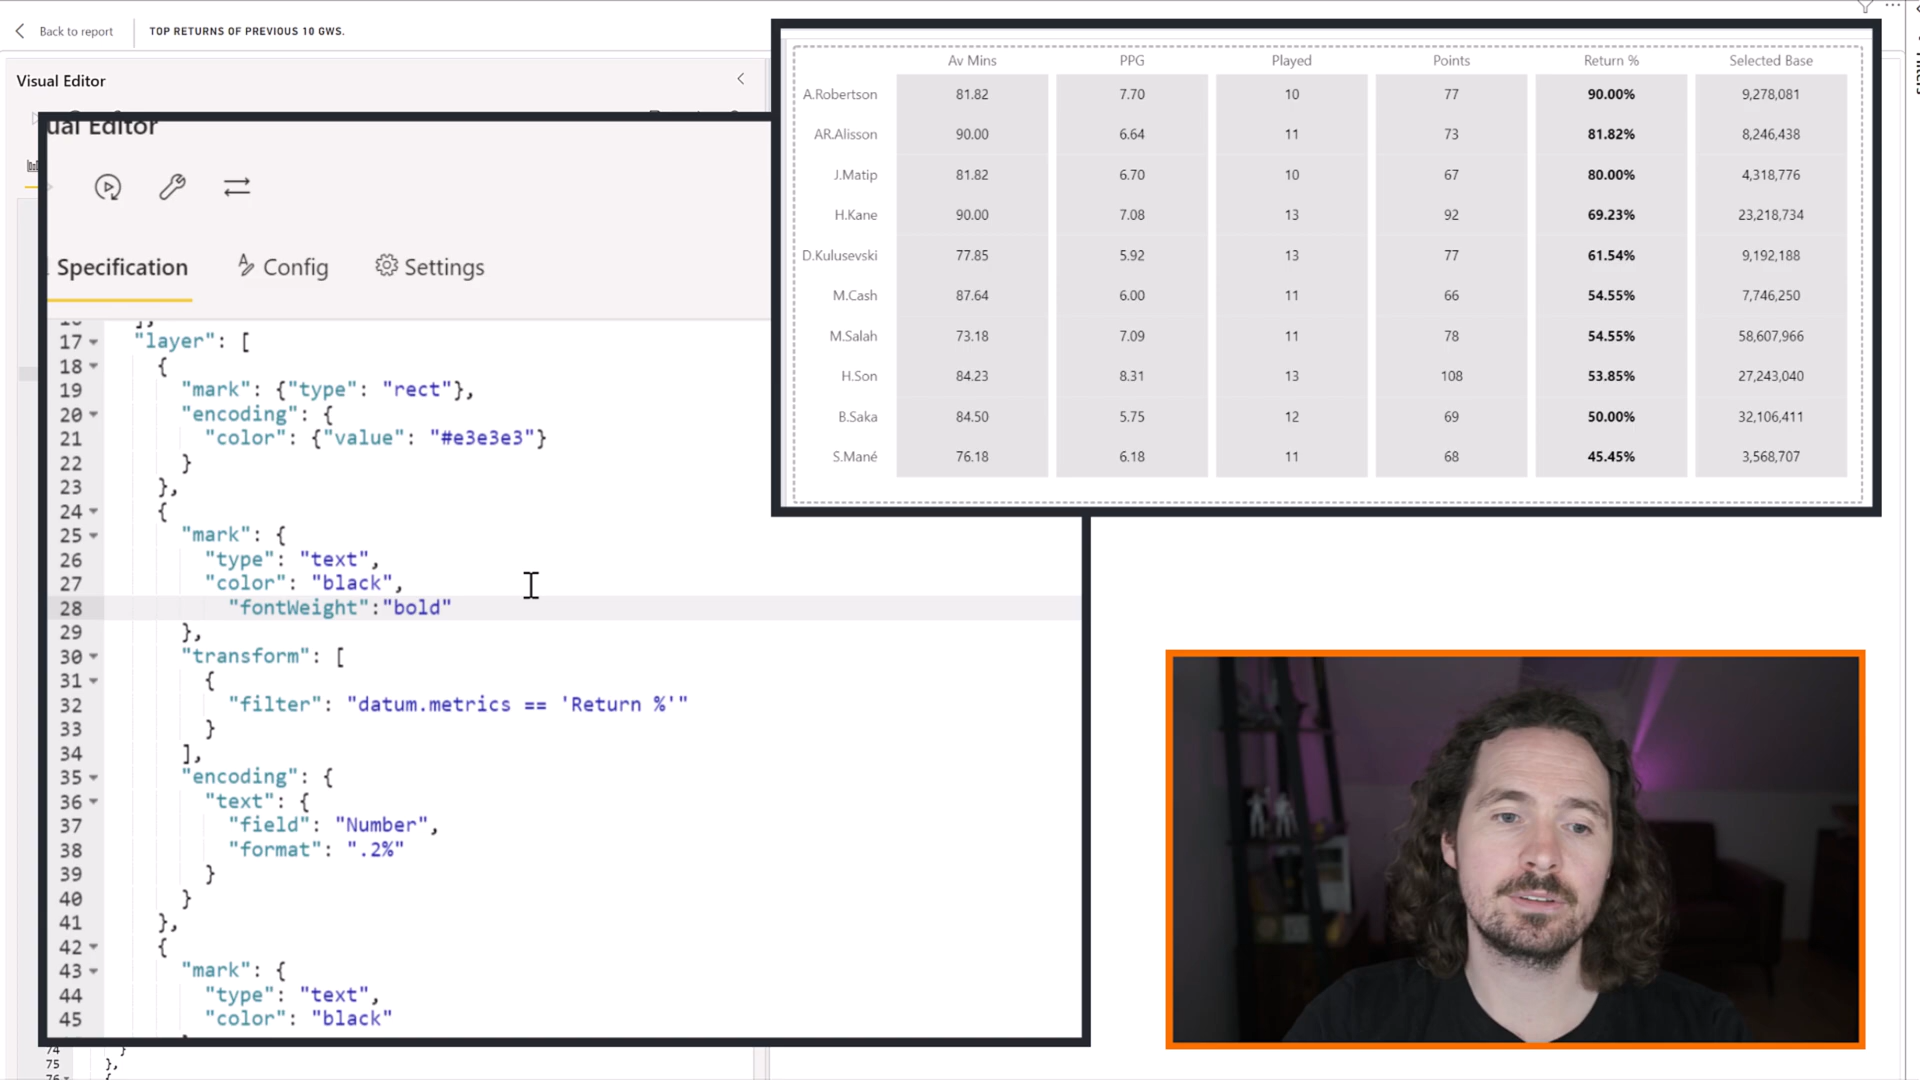 Back to report
TOP RETURNS OF PREVIOUS 10 GWS.
Visual Editor
ual Editor
Specification
Config
Settings
17 "layer": [
18 {
19 "mark": {"type": "rect"},
20 "encoding": {
21 "color": {"value": "#e3e3e3"}
22 }
23 },
24 {
25 "mark": {
26 "type": "text",
27 "color": "black",
28 "fontWeight":"bold"
29 },
30 "transform": [
31 {
32 "filter": "datum.metrics == 'Return %'"
33 }
34 ],
35 "encoding": {
36 "text": {
37 "field": "Number",
38 "format": ".2%"
39 }
40 }
41 },
42 {
43 "mark": {
44 "type": "text",
45 "color": "black"
74 }
75 },
76 {
Av Mins PPG Played Points Return % Selected Base
A.Robertson 81.82 7.70 10 77 90.00% 9,278,081
AR.Alisson 90.00 6.64 11 73 81.82% 8,246,438
J.Matip 81.82 6.70 10 67 80.00% 4,318,776
H.Kane 90.00 7.08 13 92 69.23% 23,218,734
D.Kulusevski 77.85 5.92 13 77 61.54% 9,192,188
M.Cash 87.64 6.00 11 66 54.55% 7,746,250
M.Salah 73.18 7.09 11 78 54.55% 58,607,966
H.Son 84.23 8.31 13 108 53.85% 27,243,040
B.Saka 84.50 5.75 12 69 50.00% 32,106,411
S.Mané 76.18 6.18 11 68 45.45% 3,568,707